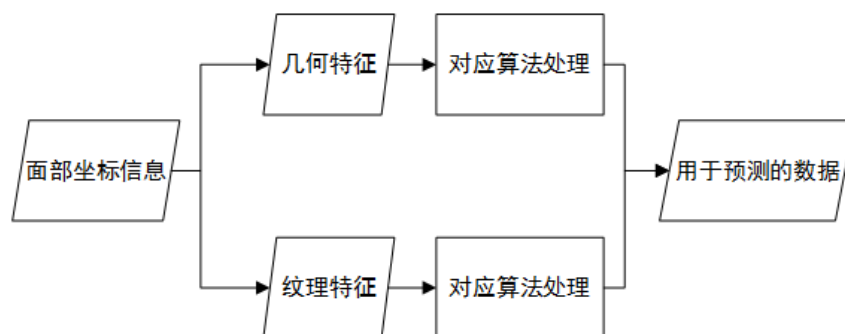 几何特征
对应算法处理
面部坐标信息
用于预测的数据
纹理特征
对应算法处理